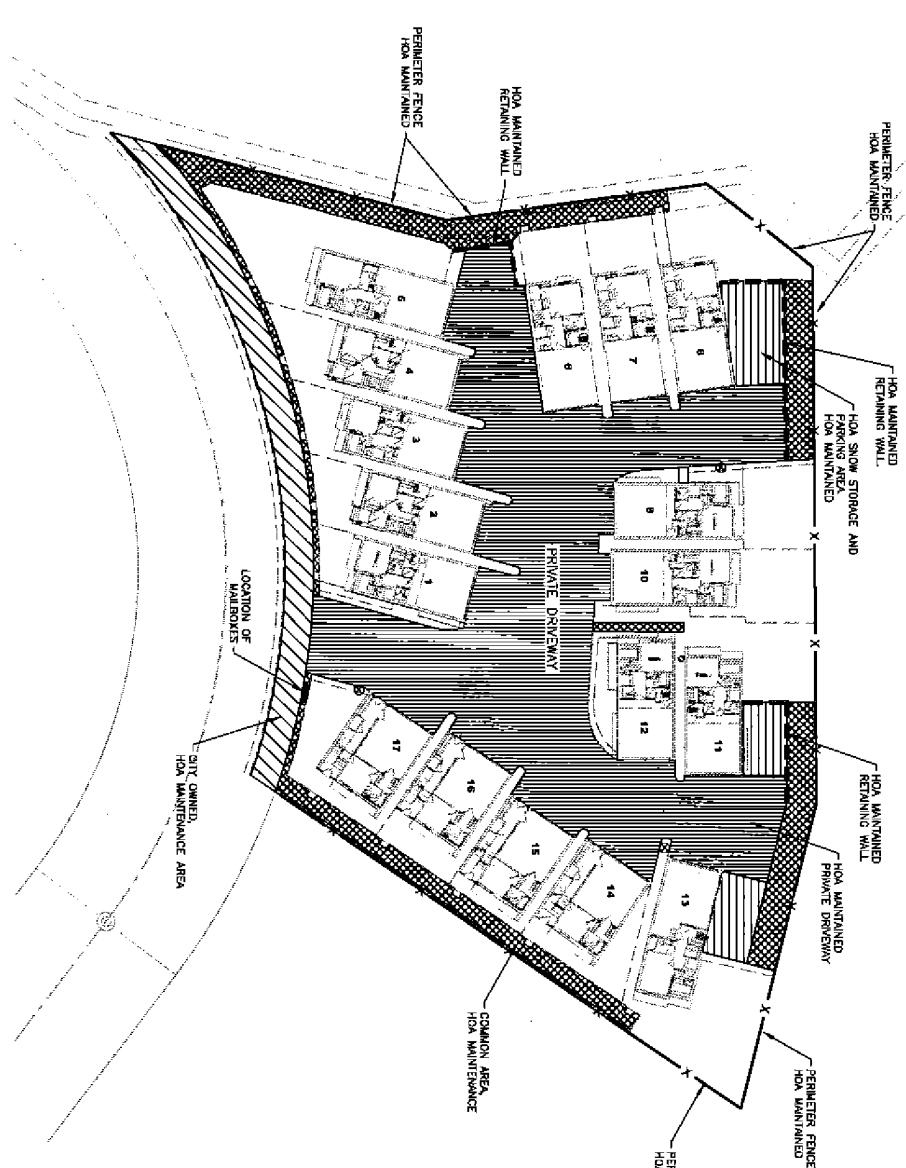 PERIMETER FENCE
HOA MAINTAINED
HOA MAINTAINED
RETAINING WALL
PERIMETER FENCE
HOA MAINTAINED
HOA MAINTAINED
RETAINING WALL
HOA SNOW STORAGE AND
PARKING AREA
HOA MAINTAINED
5
4
3
2
1
6
7
8
9
10
11
12
13
14
15
16
17
PRIVATE DRIVEWAY
LOCATION OF
MAILBOXES
CITY OWNED,
HOA MAINTENANCE AREA
HOA MAINTAINED
RETAINING WALL
HOA MAINTAINED
PRIVATE DRIVEWAY
COMMON AREA,
HOA MAINTENANCE
PERIMETER FENCE
HOA MAINTAINED